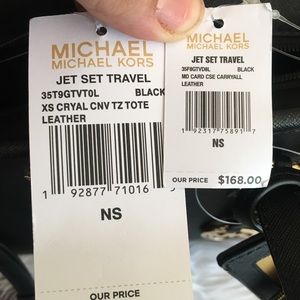 MICHAEL
MICHAEL KORS
JET SET TRAVEL
35T9GTVT0L BLACK
XS CRYAL CNV TZ TOTE
LEATHER
1 92877 71016
NS
OUR PRICE
MICHAEL
MICHAEL KORS
JET SET TRAVEL
35F8GTVD8L BLACK
MD CARD CSE CARRYALL
LEATHER
1 92317 75891 7
NS
OUR PRICE $168.00